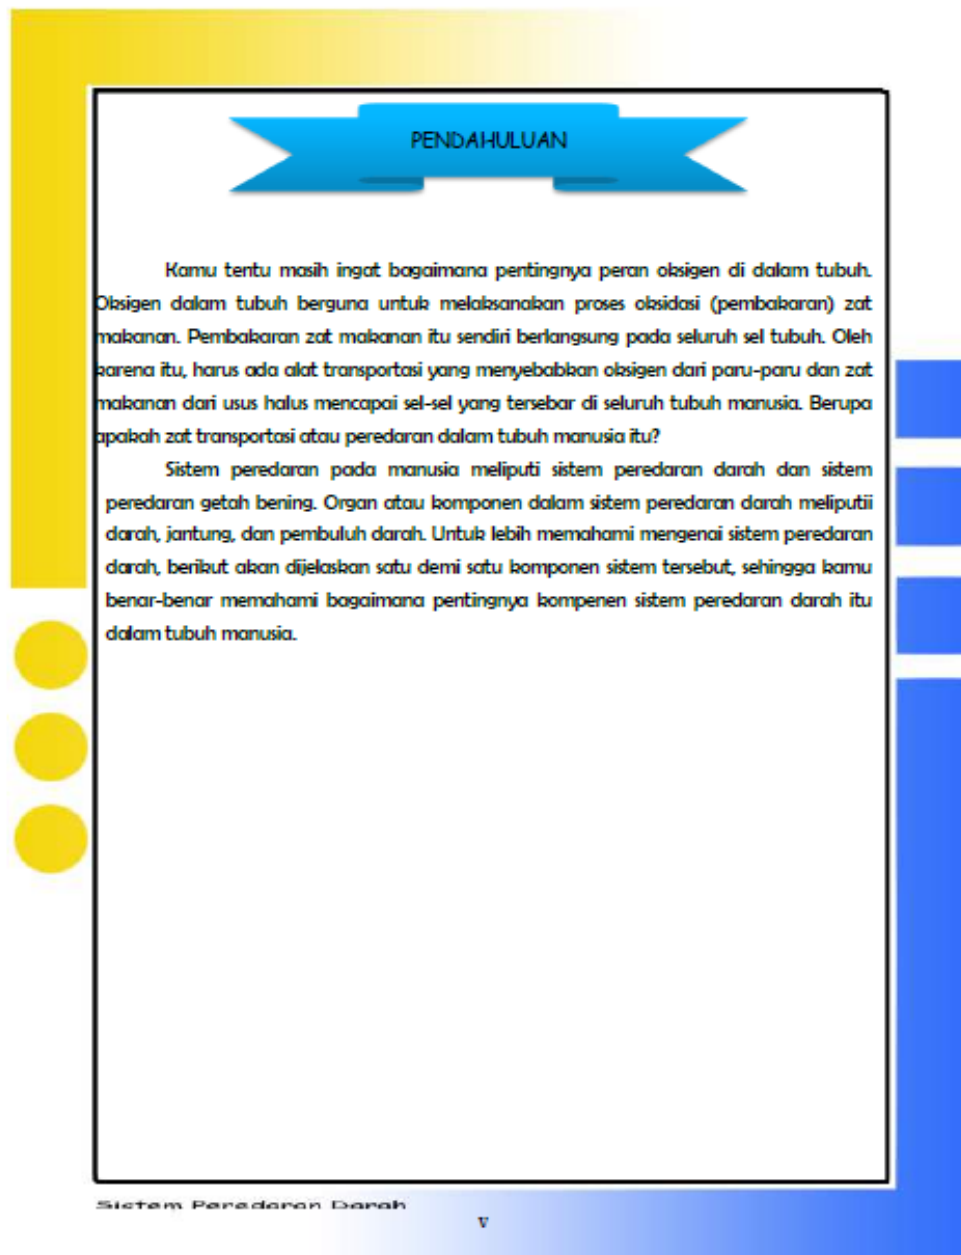 PENDAHULUAN
Kamu tentu masih ingat bagaimana pentingnya peran oksigen di dalam tubuh.
Oksigen dalam tubuh berguna untuk melaksanakan proses oksidasi (pembakaran) zat
makanan. Pembakaran zat makanan itu sendiri berlangsung pada seluruh sel tubuh. Oleh
karena itu, harus ada alat transportasi yang menyebabkan oksigen dari paru-paru dan zat
makanan dari usus halus mencapai sel-sel yang tersebar di seluruh tubuh manusia. Berupa
apakah zat transportasi atau peredaran dalam tubuh manusia itu?
Sistem peredaran pada manusia meliputi sistem peredaran darah dan sistem
peredaran getah bening. Organ atau komponen dalam sistem peredaran darah meliputii
darah, jantung, dan pembuluh darah. Untuk lebih memahami mengenai sistem peredaran
darah, berikut akan dijelaskan satu demi satu komponen sistem tersebut, sehingga kamu
benar-benar memahami bagaimana pentingnya kompenen sistem peredaran darah itu
dalam tubuh manusia.
Sistem Peredaran Darah
v